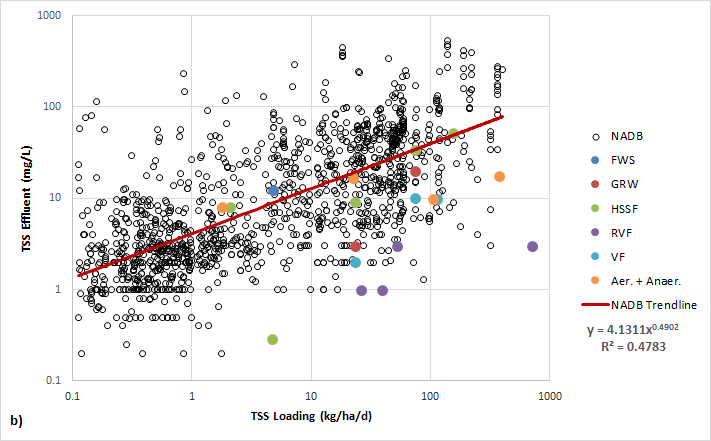 1000
100
10
1
0.1
TSS Effluent (mg/L)
0.1
1
10
100
1000
TSS Loading (kg/ha/d)
b)
NADB
FWS
GRW
HSSF
RVF
VF
Aer. + Anaer.
NADB Trendline
y = 4.1311x^0.4902
R² = 0.4783